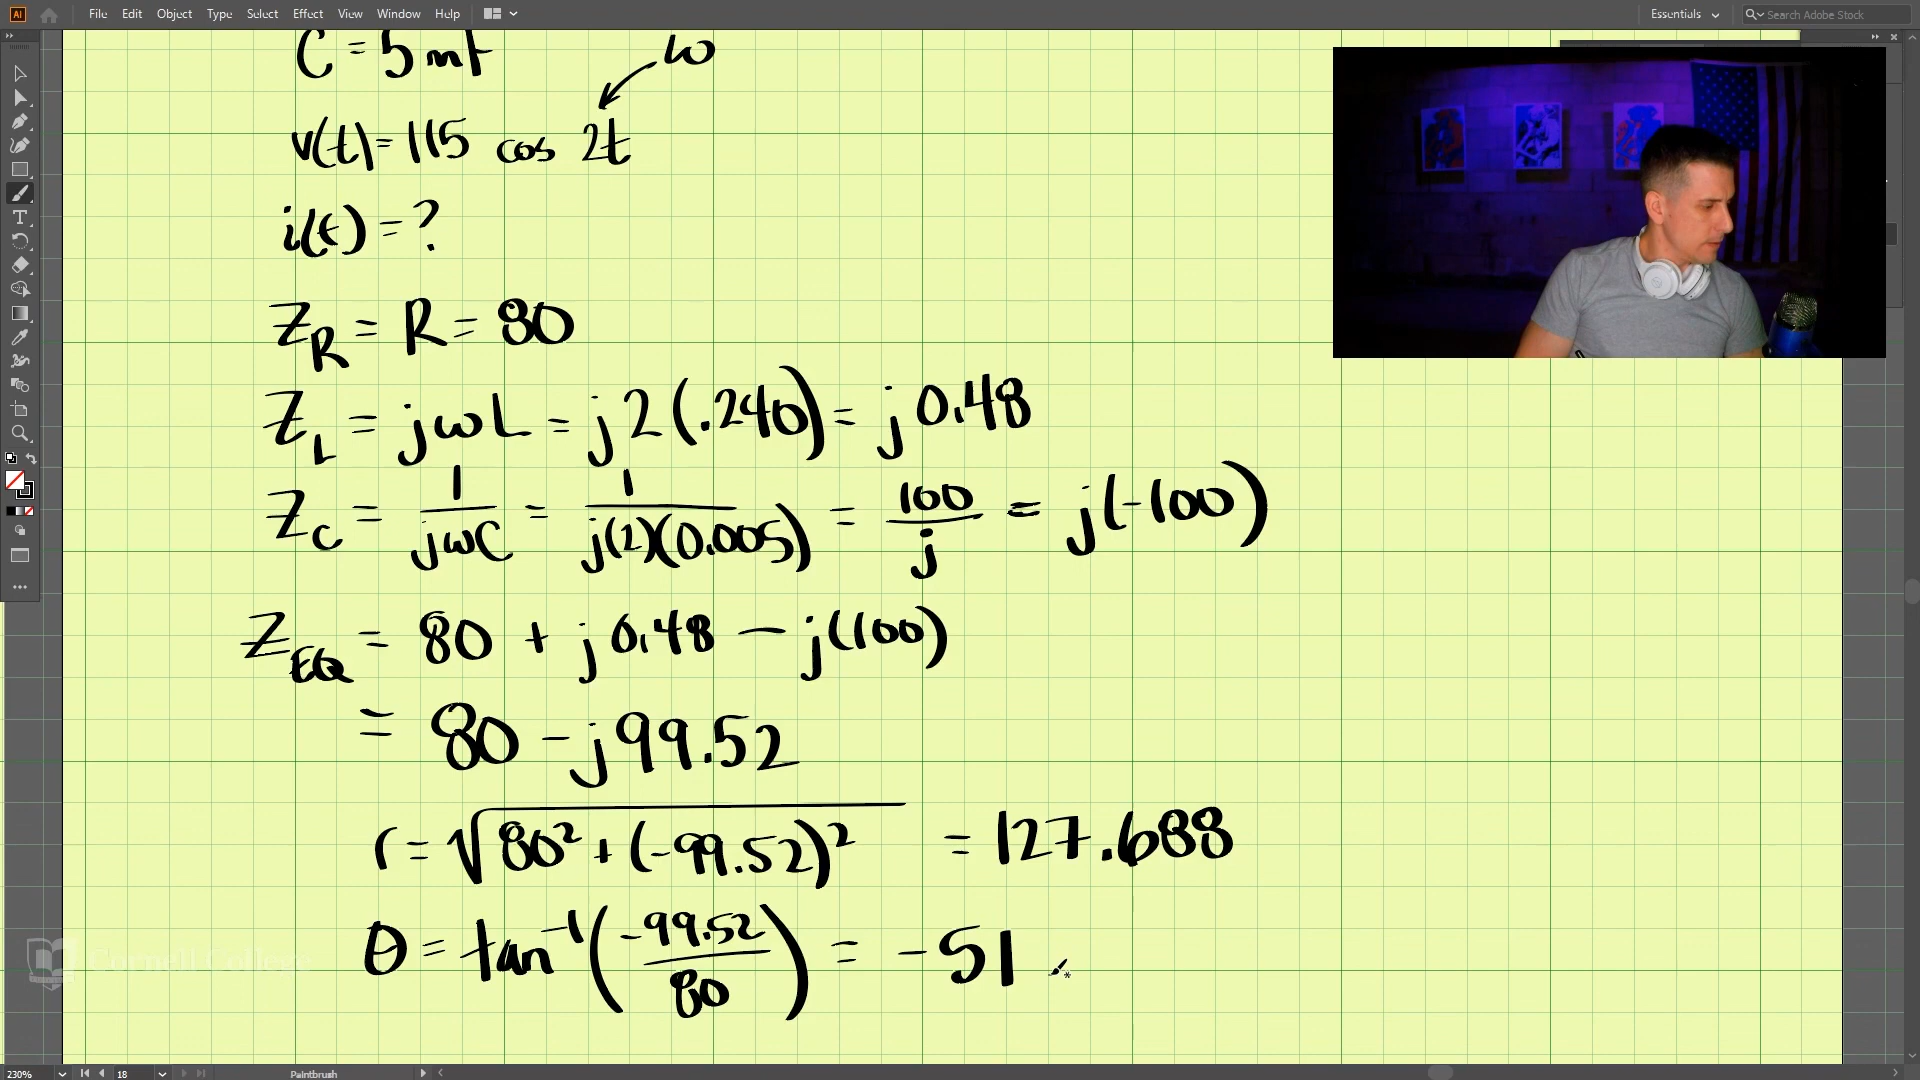 Ai File Edit Object Type Select Effect View Window Help Essentials Search Adobe Stock
C = 5 mf
ω
v(t) = 115 cos 2t
i(t) = ?
Z_R = R = 80
Z_L = jωL = j2(.240) = j0.48
Z_C = 1/jωC = 1/j(2)(0.005) = 100/j = j(-100)
Z_EQ = 80 + j0.48 - j(100)
= 80 - j99.52
r = √80² + (-99.52)² = 127.688
θ = tan⁻¹(-99.52/80) = -51
Cornell College
230% 18 Paintbrush